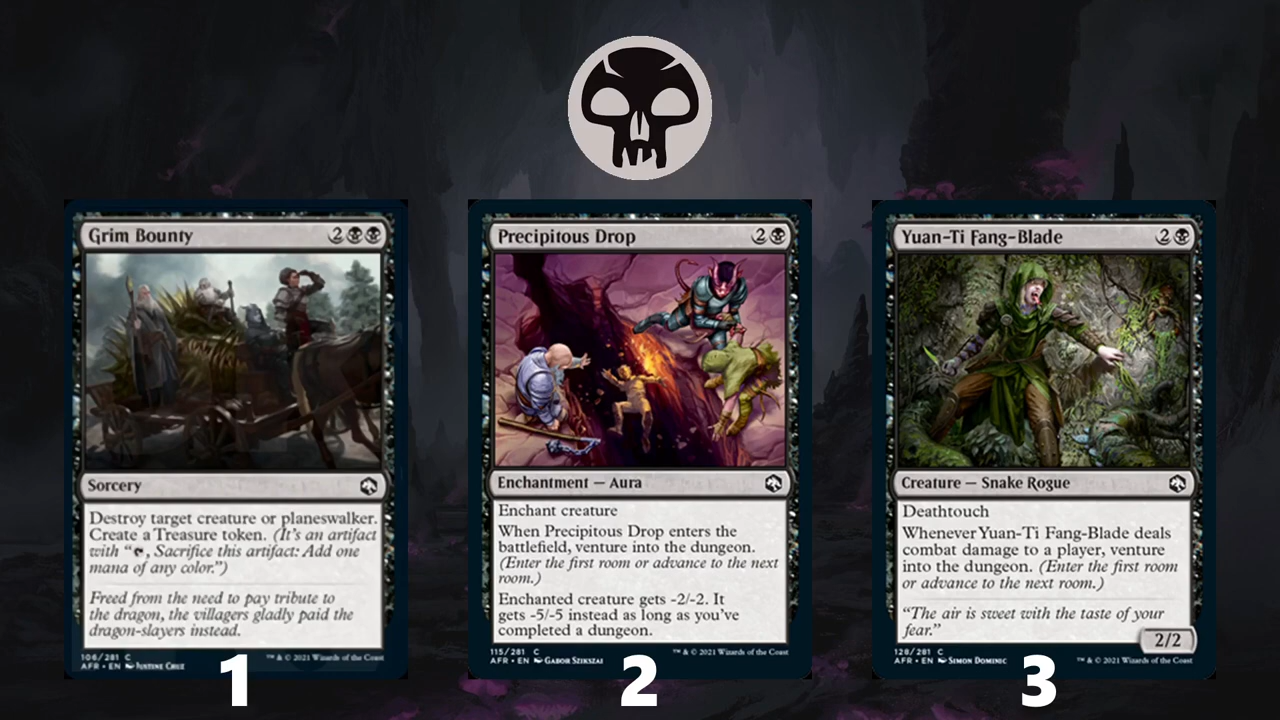 Grim Bounty
2
Sorcery
Destroy target creature or planeswalker.
Create a Treasure token. (It's an artifact
with “, Sacrifice this artifact: Add one
mana of any color.”)
Freed from the need to pay tribute to
the dragon, the villagers gladly paid the
dragon-slayers instead.
106/281 C
AFR • EN Justine Cruz
™ & © 2021 Wizards of the Coast
1
Precipitous Drop
2
Enchantment — Aura
Enchant creature
When Precipitous Drop enters the
battlefield, venture into the dungeon.
(Enter the first room or advance to the next
room.)
Enchanted creature gets -2/-2. It
gets -5/-5 instead as long as you've
completed a dungeon.
115/281 C
AFR • EN Gabor Szikszai
™ & © 2021 Wizards of the Coast
2
Yuan-Ti Fang-Blade
2
Creature — Snake Rogue
Deathtouch
Whenever Yuan-Ti Fang-Blade deals
combat damage to a player, venture
into the dungeon. (Enter the first room
or advance to the next room.)
“The air is sweet with the taste of your
fear.”
2/2
128/281 C
AFR • EN Simon Dominic
™ & © 2021 Wizards of the Coast
3